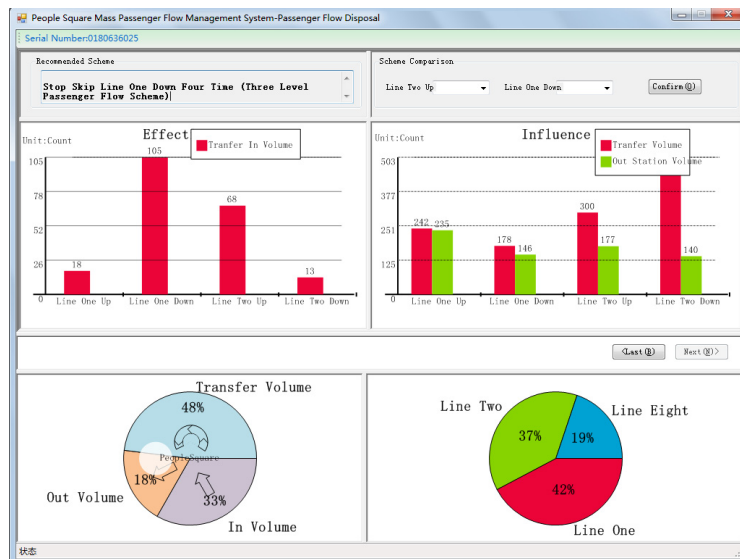 People Square Mass Passenger Flow Management System-Passenger Flow Disposal
Serial Number:0180636025
Recommended Scheme
Stop Skip Line One Down Four Time (Three Level
Passenger Flow Scheme)
Scheme Comparison
Line Two Up
Line One Down
Confirm(O)
Effect
Unit:Count
Tranfer In Volume
105
78
52
26
0
18
105
68
13
Line One Up
Line One Down
Line Two Up
Line Two Down
Influence
Unit:Count
Tranfer Volume
Out Station Volume
503
377
251
125
0
242
235
178
146
300
177
140
Line One Up
Line One Down
Line Two Up
Line Two Down
<Last(B)
Next(N)>
Transfer Volume
48%
PeopleSquare
18%
Out Volume
33%
In Volume
Line Two
37%
Line Eight
19%
42%
Line One
状态